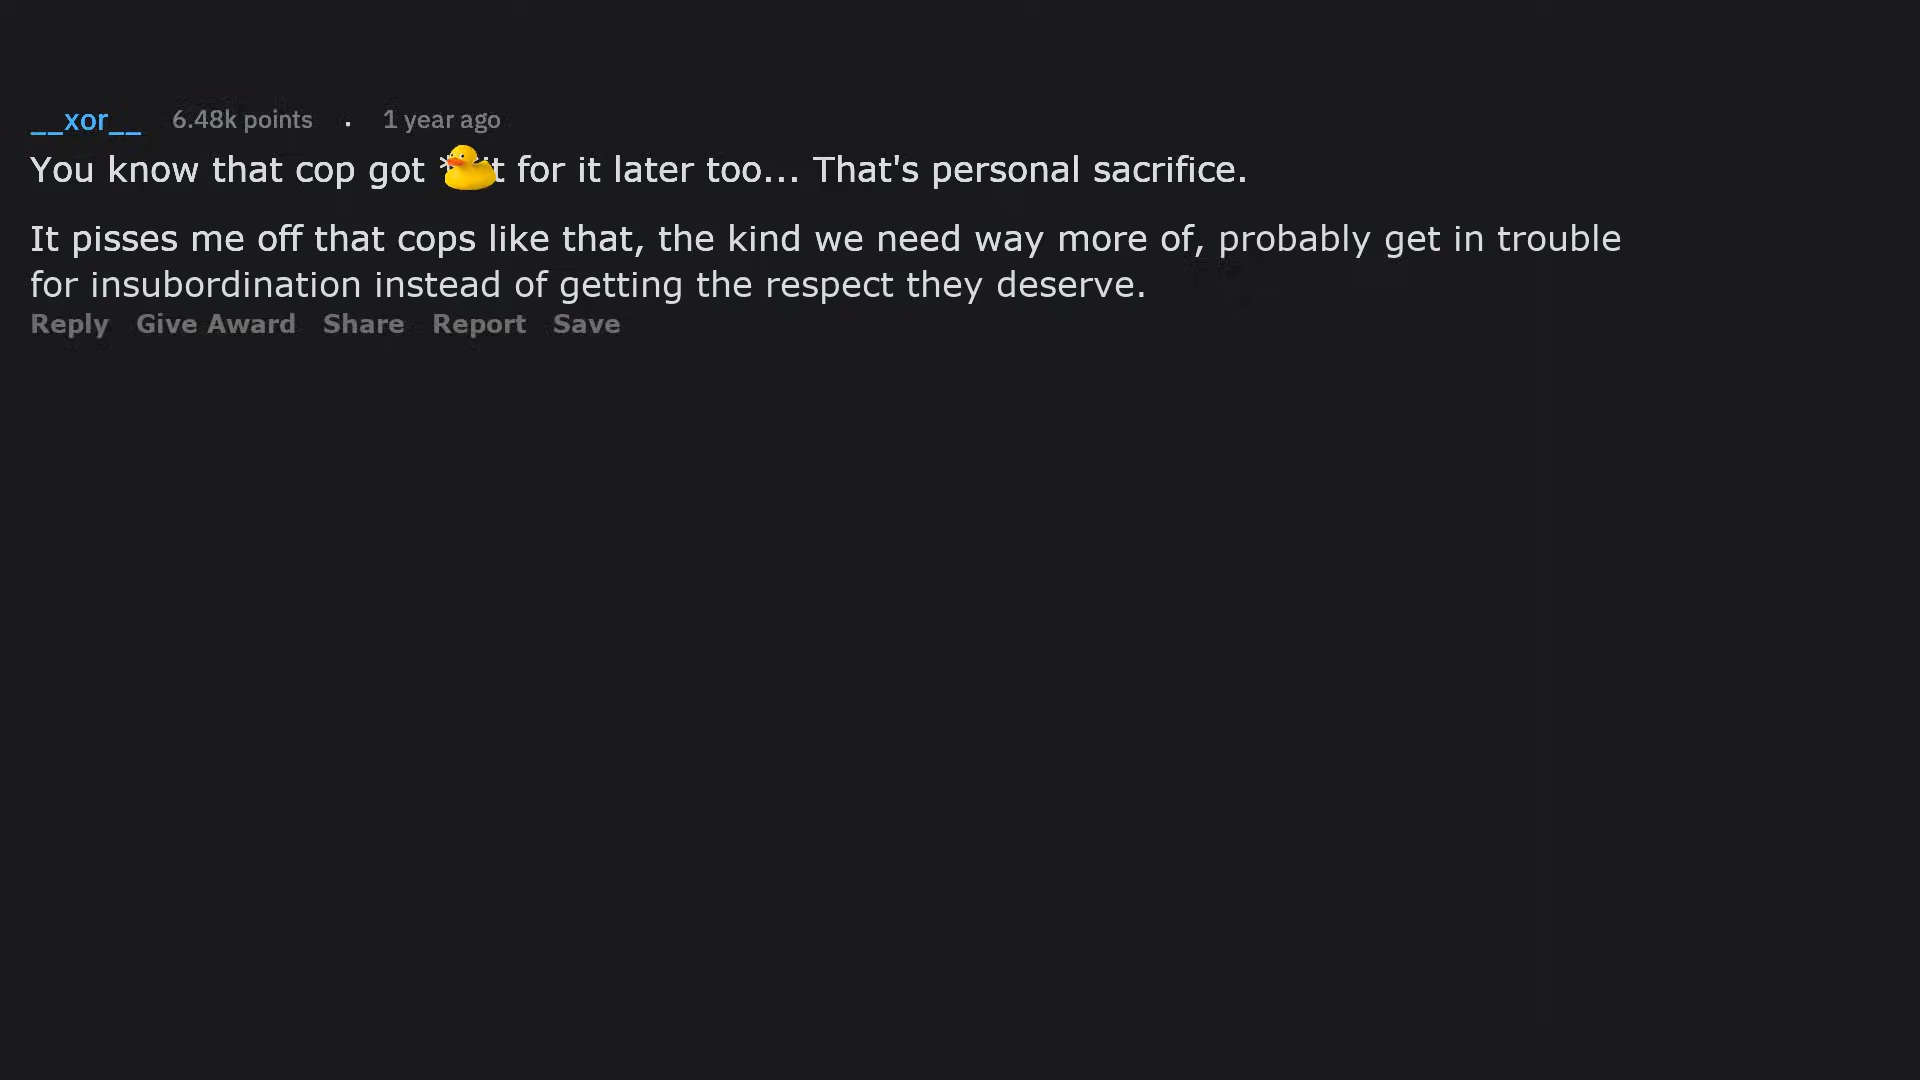 __xor__ 6.48k points . 1 year ago
You know that cop got for it later too... That's personal sacrifice.
It pisses me off that cops like that, the kind we need way more of, probably get in trouble
for insubordination instead of getting the respect they deserve.
Reply Give Award Share Report Save